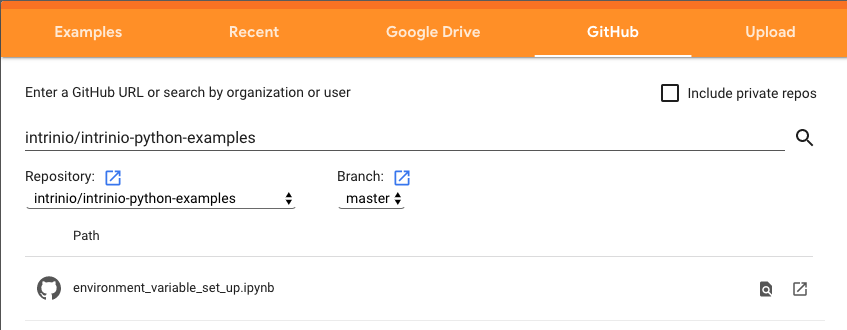 Examples Recent Google Drive GitHub Upload
Enter a GitHub URL or search by organization or user Include private repos
intrinio/intrinio-python-examples
Repository: Branch:
intrinio/intrinio-python-examples master
Path
environment_variable_set_up.ipynb